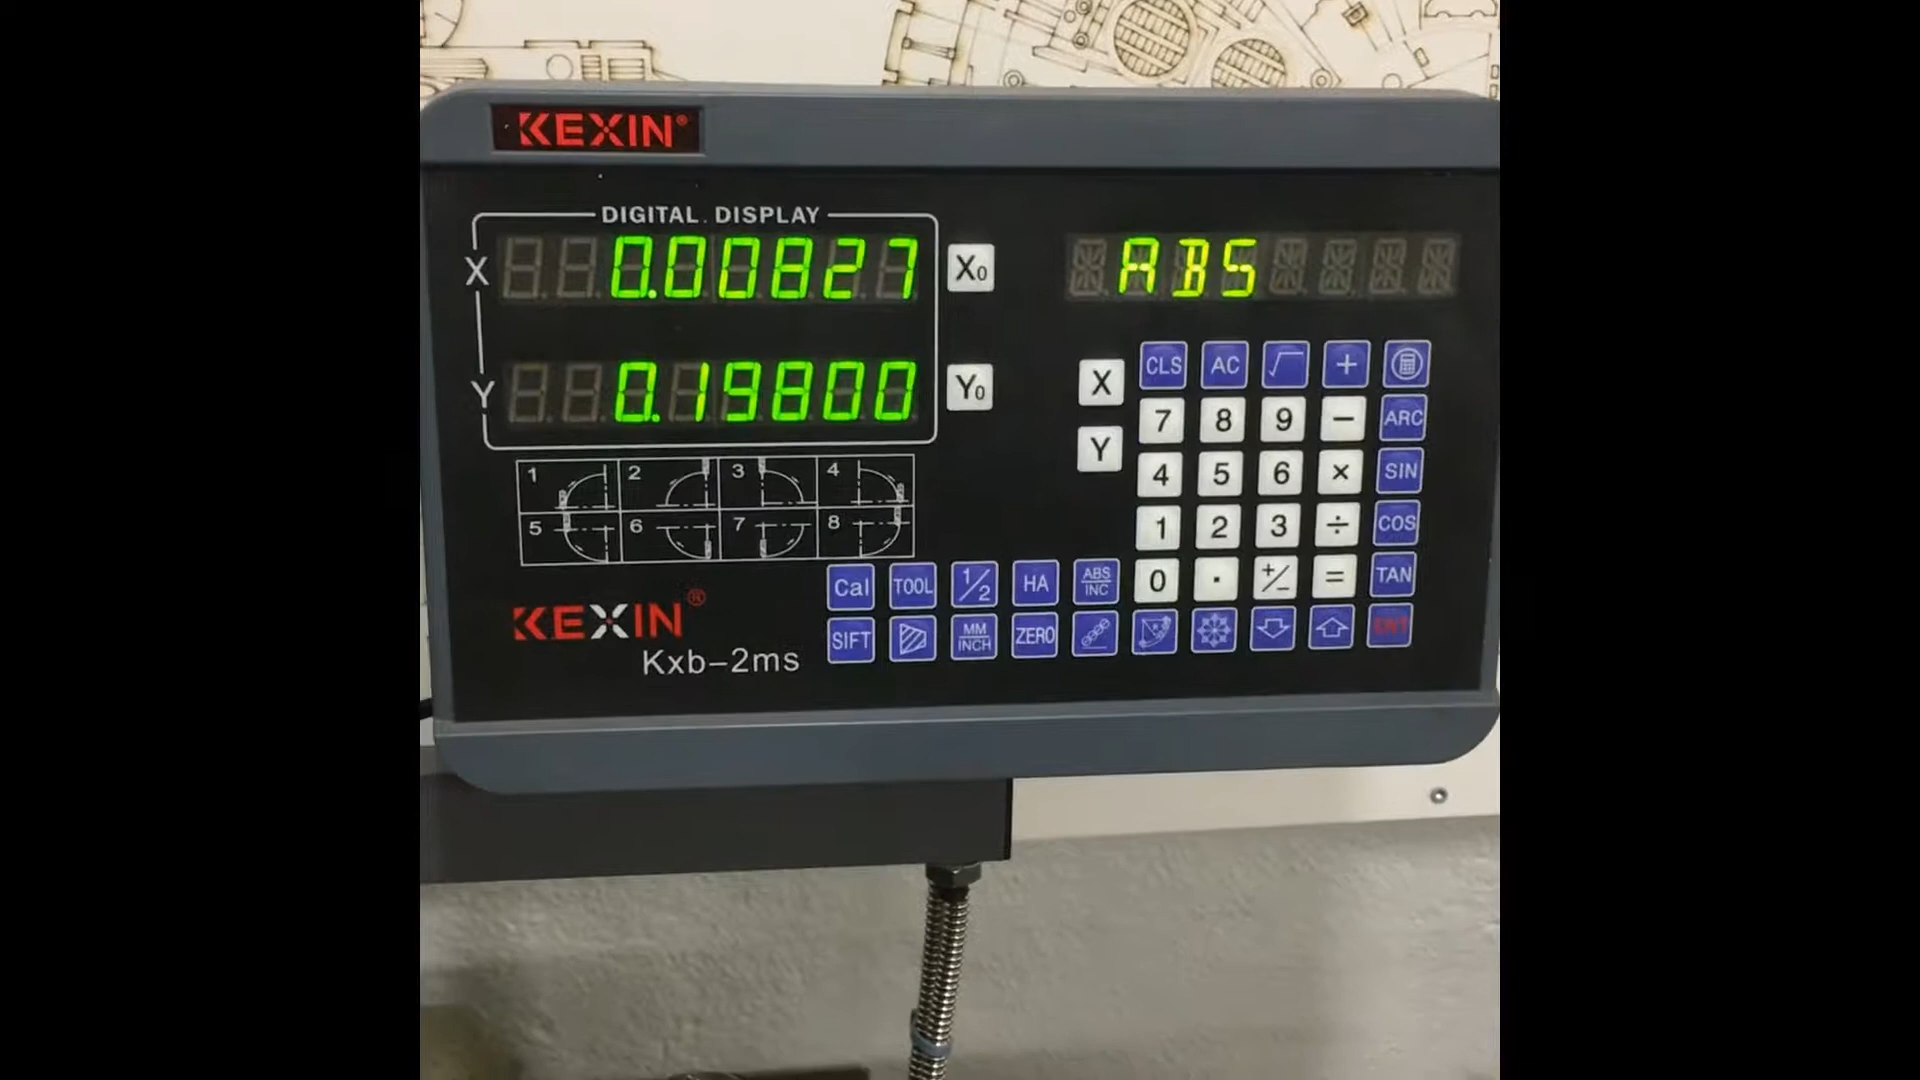 KEXIN®
DIGITAL DISPLAY
X 0.00827 X0
ABS
Y 0.19800 Y0
X CLS AC √ +
7 8 9 − ARC
Y 4 5 6 × SIN
1 2 3 ÷ COS
1 2 3 4
5 6 7 8
Cal TOOL 1/2 HA ABS/INC 0 . +/− = TAN
SIFT MM/INCH ZERO ENT
KEXIN®
Kxb-2ms